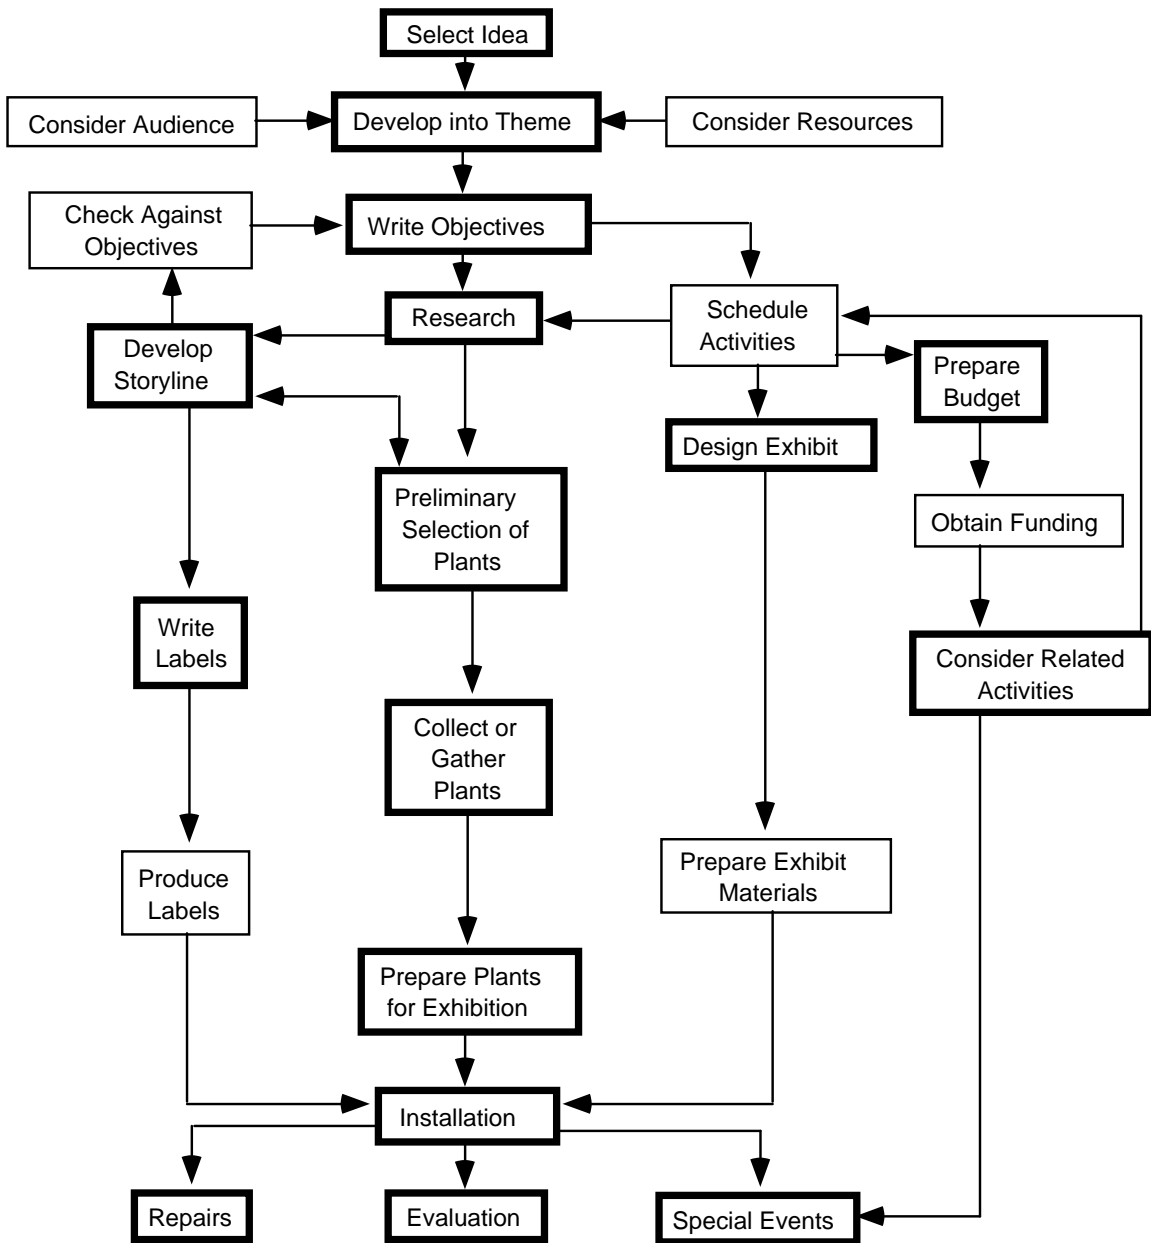 Select Idea
Consider Audience
Develop into Theme
Consider Resources
Check Against
Objectives
Write Objectives
Research
Schedule
Activities
Develop
Storyline
Prepare
Budget
Design Exhibit
Preliminary
Selection of
Plants
Obtain Funding
Write
Labels
Consider Related
Activities
Collect or
Gather
Plants
Produce
Labels
Prepare Exhibit
Materials
Prepare Plants
for Exhibition
Installation
Repairs
Evaluation
Special Events